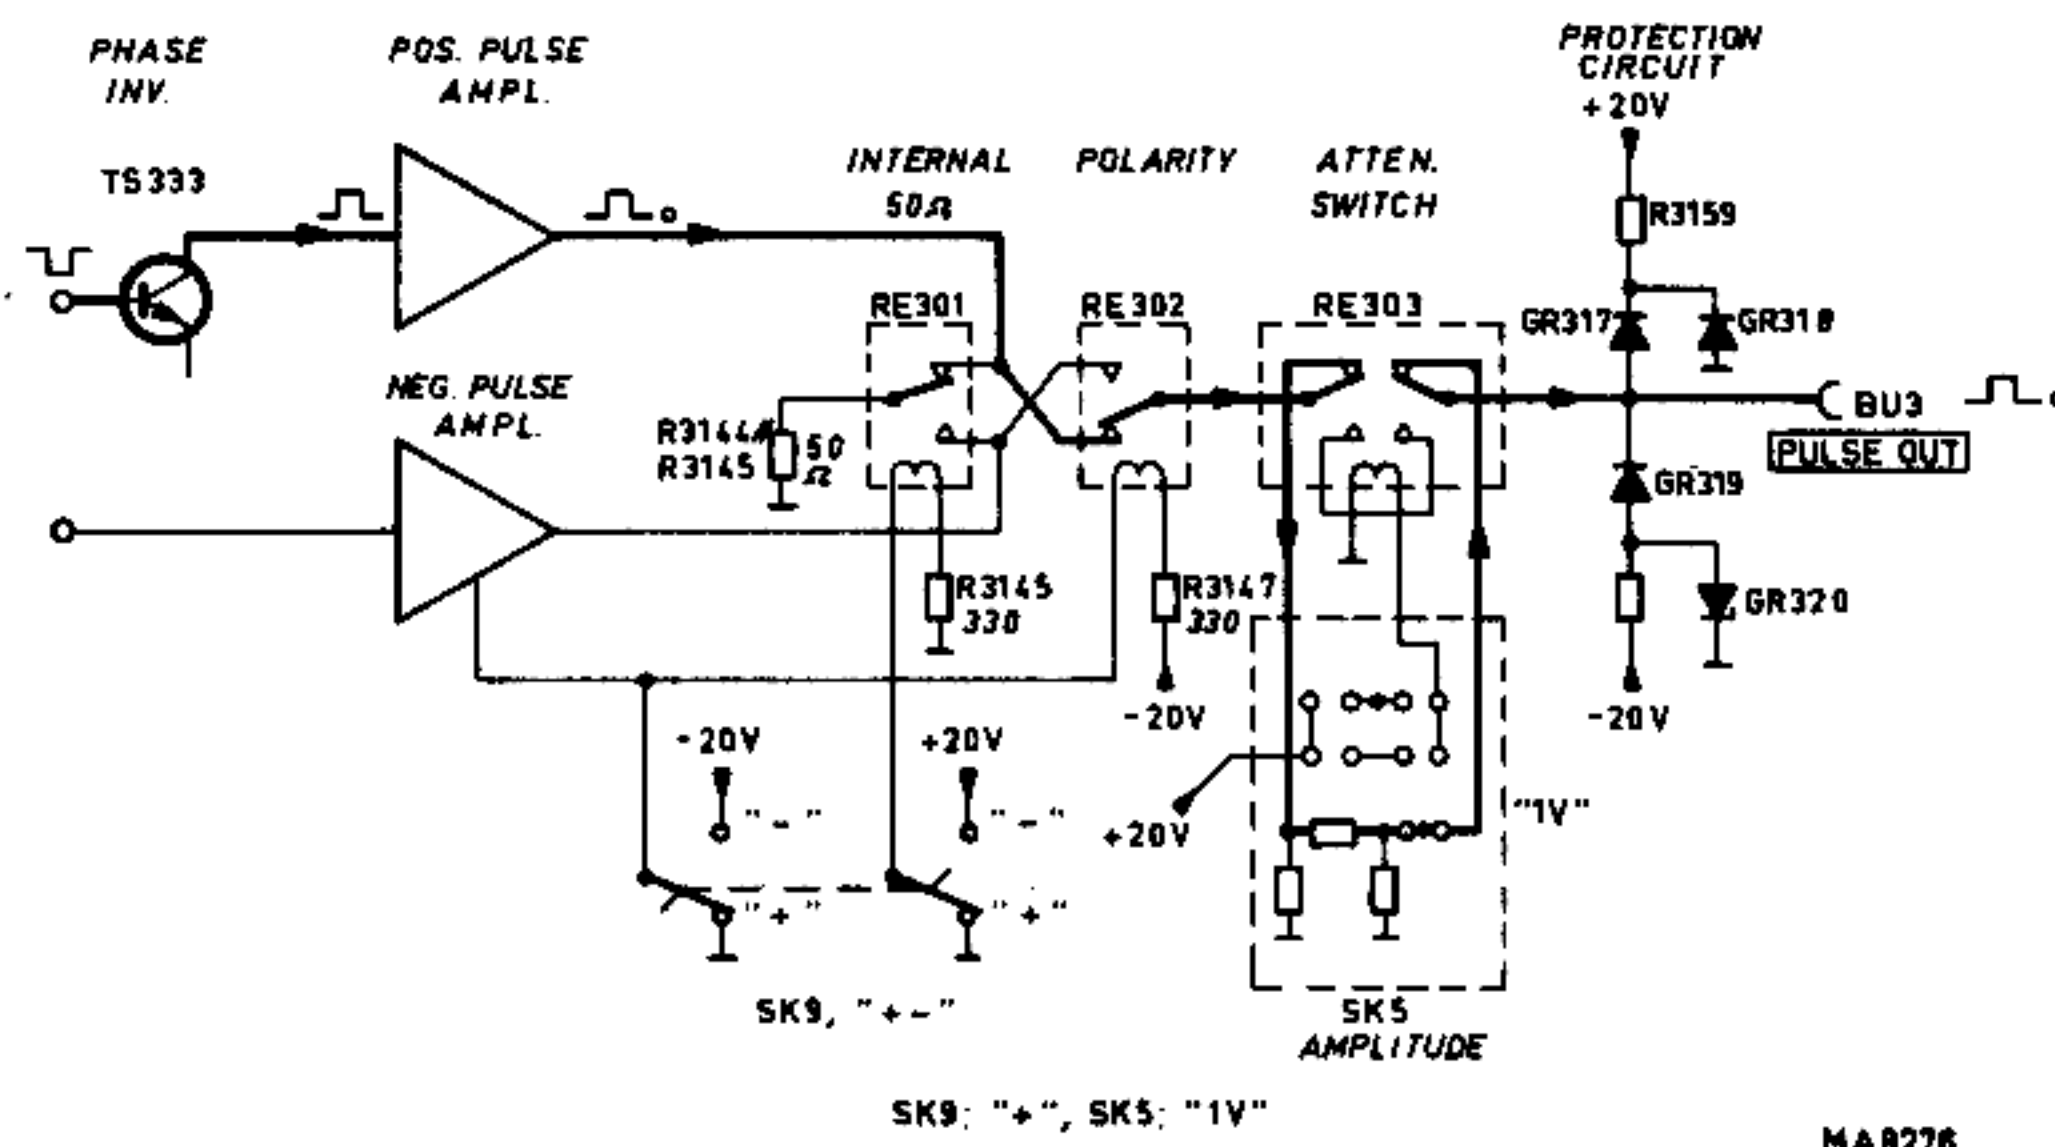 PHASE
INV.
POS. PULSE
AMPL.
PROTECTION
CIRCUIT
+20V
TS333
INTERNAL
50Ω
POLARITY
ATTEN.
SWITCH
R3159
RE301
RE302
RE303
GR317
GR318
NEG. PULSE
AMPL.
R3144
R3145
50
Ω
BU3
PULSE OUT
GR319
R3145
330
R3147
330
GR320
-20V
-20V
-20V
+20V
"-"
"-"
+20V
"1V"
"+"
"+"
SK9, "+-"
SK5
AMPLITUDE
SK9; "+", SK5; "1V"